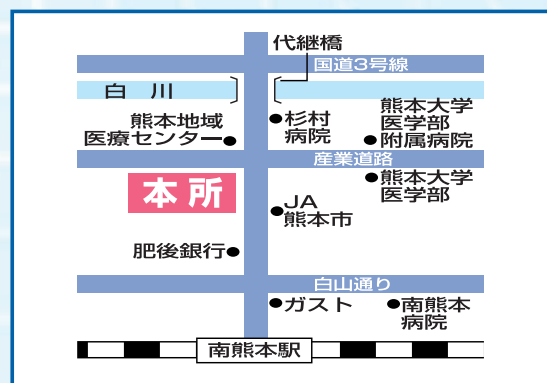 代継橋
国道3号線
白川
熊本地域
医療センター
杉村
病院
熊本大学
医学部
附属病院
産業道路
本所
熊本大学
医学部
JA
熊本市
肥後銀行
白山通り
ガスト
南熊本
病院
南熊本駅